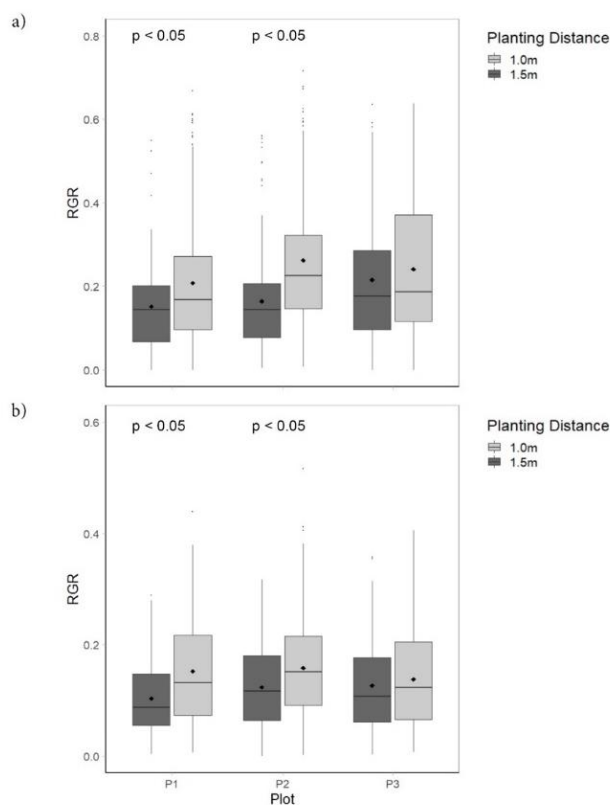 a)
p < 0.05 p < 0.05
Planting Distance
1.0m
1.5m
0.8
0.6
0.4
0.2
0.0
RGR
b)
p < 0.05 p < 0.05
Planting Distance
1.0m
1.5m
0.6
0.4
0.2
0.0
RGR
P1 P2 P3
Plot